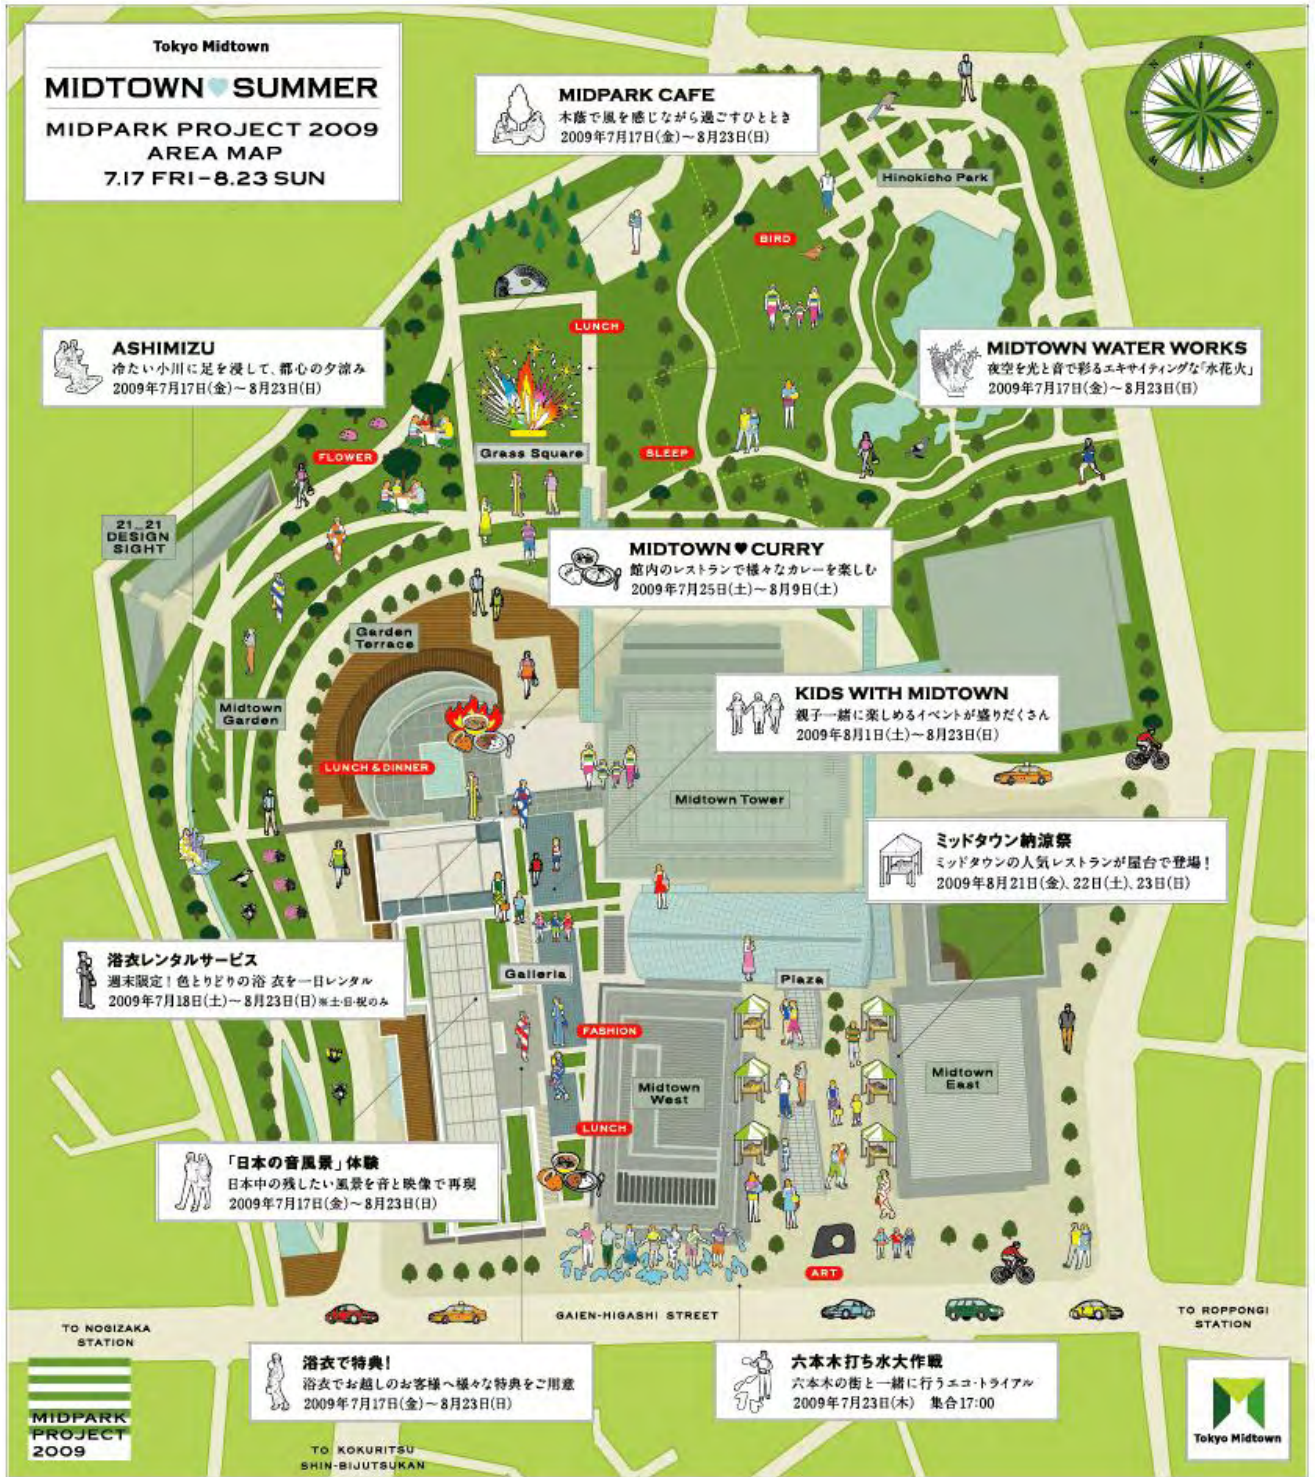 Tokyo Midtown
MIDTOWN♥SUMMER
MIDPARK PROJECT 2009
AREA MAP
7.17 FRI–8.23 SUN
MIDPARK CAFE
木蔭で風を感じながら過ごすひととき
2009年7月17日(金)～8月23日(日)
Hinokicho Park
BIRD
LUNCH
ASHIMIZU
冷たい小川に足を浸して、都心の夕涼み
2009年7月17日(金)～8月23日(日)
MIDTOWN WATER WORKS
夜空を光と音で彩るエキサイティングな「水花火」
2009年7月17日(金)～8月23日(日)
FLOWER
Grass Square
SLEEP
21_21
DESIGN
SIGHT
MIDTOWN♥CURRY
館内のレストランで様々なカレーを楽しむ
2009年7月25日(土)～8月9日(土)
Garden
Terrace
Midtown
Garden
KIDS WITH MIDTOWN
親子一緒に楽しめるイベントが盛りだくさん
2009年8月1日(土)～8月23日(日)
LUNCH & DINNER
Midtown Tower
ミッドタウン納涼祭
ミッドタウンの人気レストランが屋台で登場！
2009年8月21日(金)、22日(土)、23日(日)
浴衣レンタルサービス
週末限定！色とりどりの浴 衣を一日レンタル
2009年7月18日(土)～8月23日(日)※土・日・祝のみ
Galleria
Plaza
FASHION
Midtown
West
Midtown
East
LUNCH
「日本の音風景」体験
日本中の残したい風景を音と映像で再現
2009年7月17日(金)～8月23日(日)
ART
GAIEN-HIGASHI STREET
TO NOGIZAKA
STATION
TO ROPPONGI
STATION
浴衣で特典！
浴衣でお越しのお客様へ様々な特典をご用意
2009年7月17日(金)～8月23日(日)
六本木打ち水大作戦
六本木の街と一緒に行うエコ・トライアル
2009年7月23日(木) 集合17:00
MIDPARK
PROJECT
2009
TO KOKURITSU
SHIN-BIJUTSUKAN
Tokyo Midtown